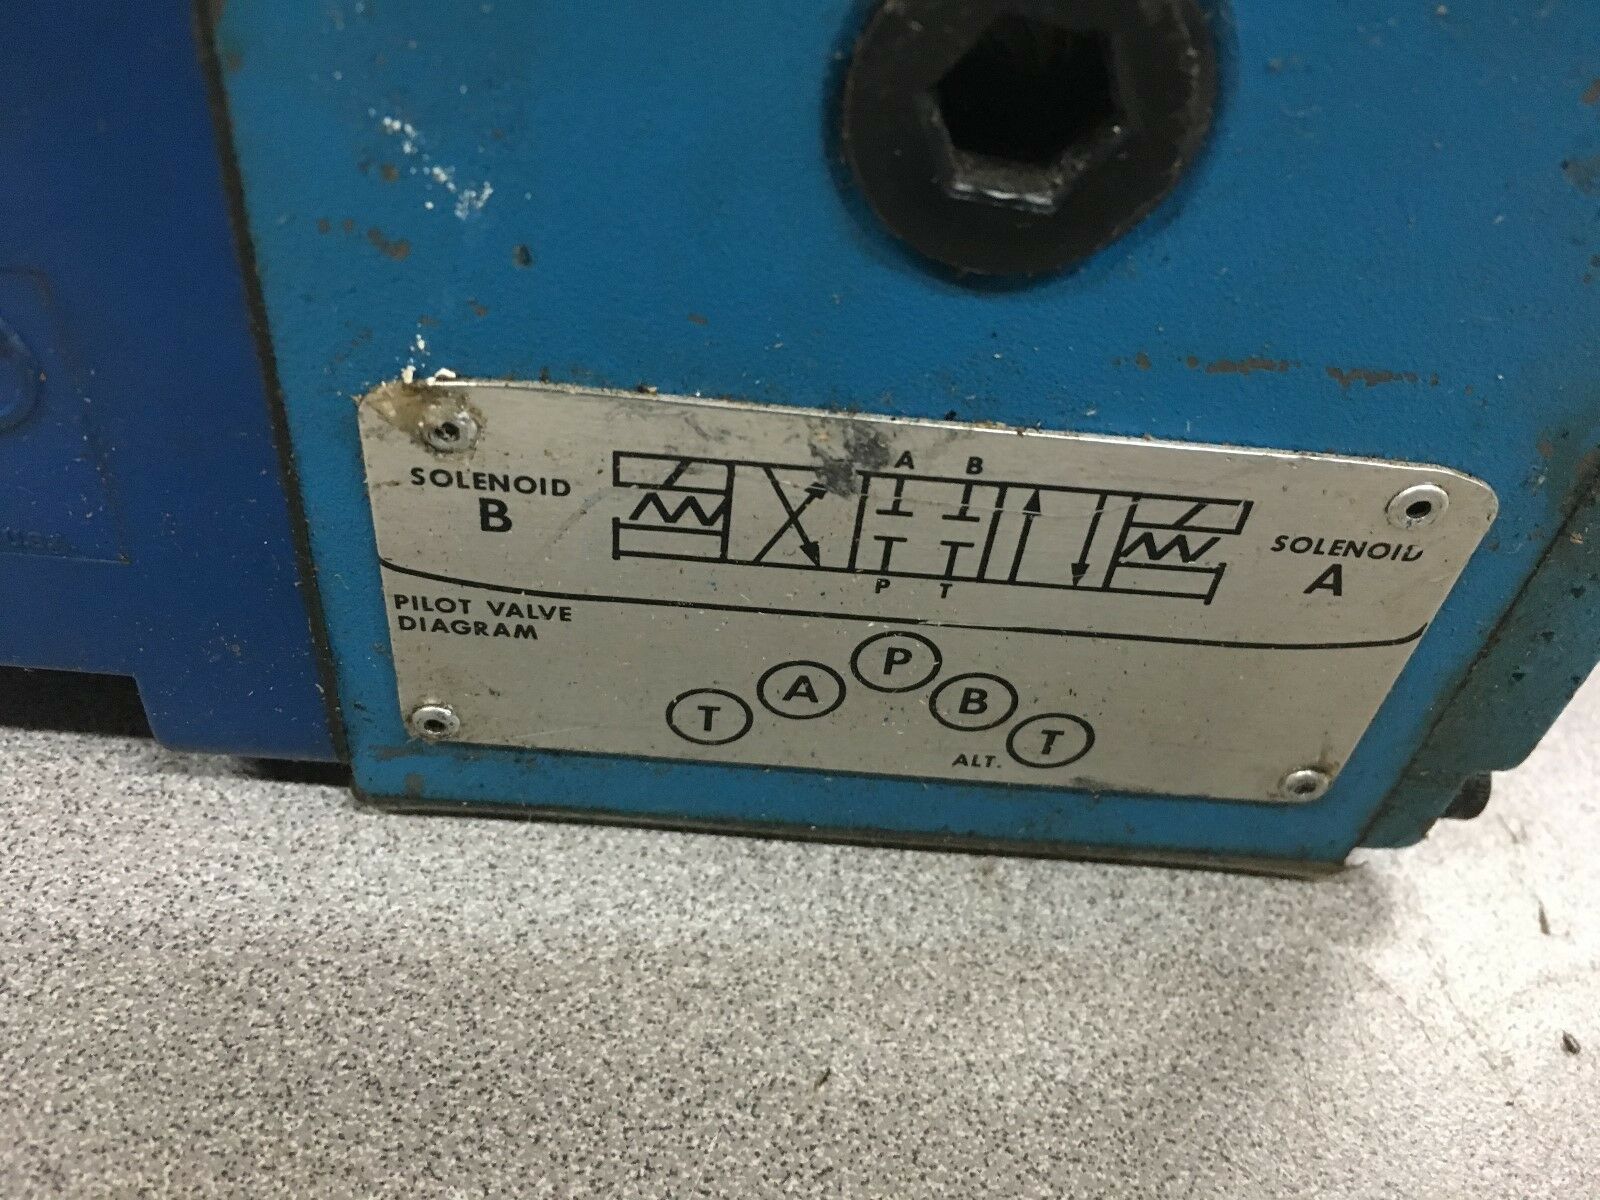 A B
SOLENOID
B
SOLENOID
A
P T
PILOT VALVE
DIAGRAM
P
A
B
T
T
ALT.